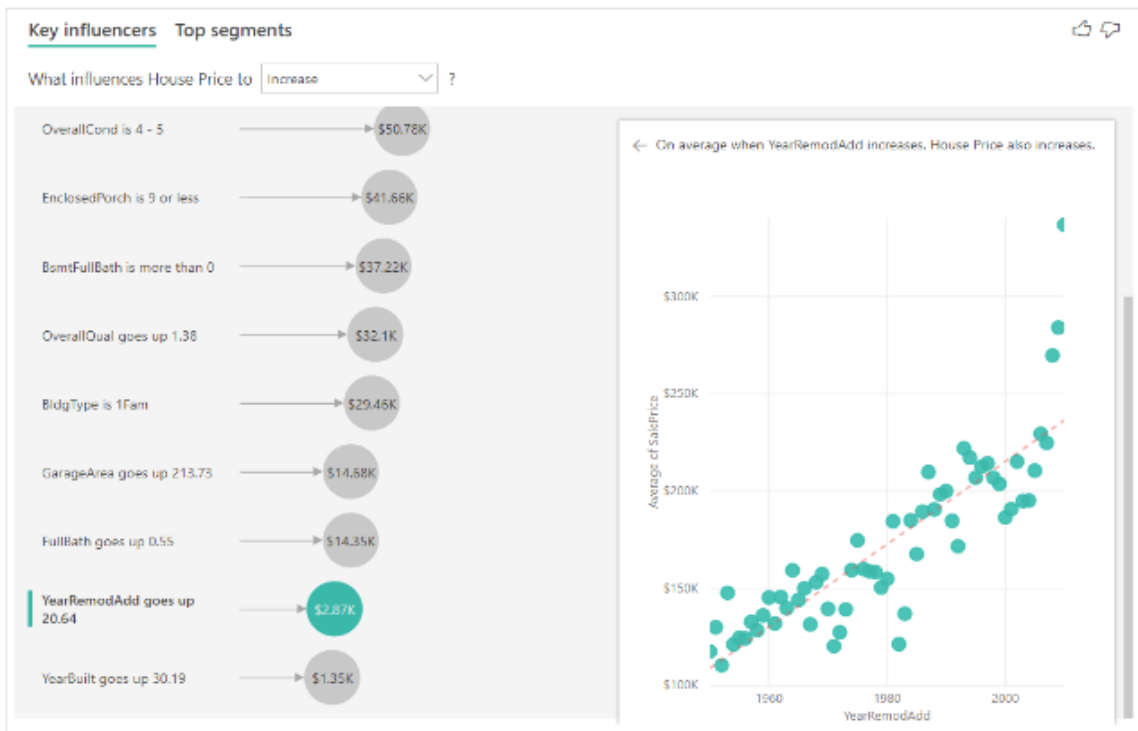 Key influencers Top segments
What influences House Price to Increase ?
OverallCond is 4 - 5 $50.78K
EnclosedPorch is 9 or less $41.66K
BsmtFullBath is more than 0 $37.22K
OverallQual goes up 1.38 $32.1K
BldgType is 1Fam $29.46K
GarageArea goes up 213.73 $14.68K
FullBath goes up 0.55 $14.35K
YearRemodAdd goes up
20.64 $2.87K
YearBuilt goes up 30.19 $1.35K
← On average when YearRemodAdd increases, House Price also increases.
Average of SalePrice
$300K
$250K
$200K
$150K
$100K
1960 1980 2000
YearRemodAdd